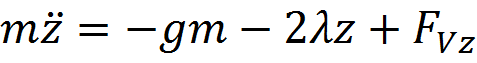 mz̈ = −gm − 2λz + F_{Vz}